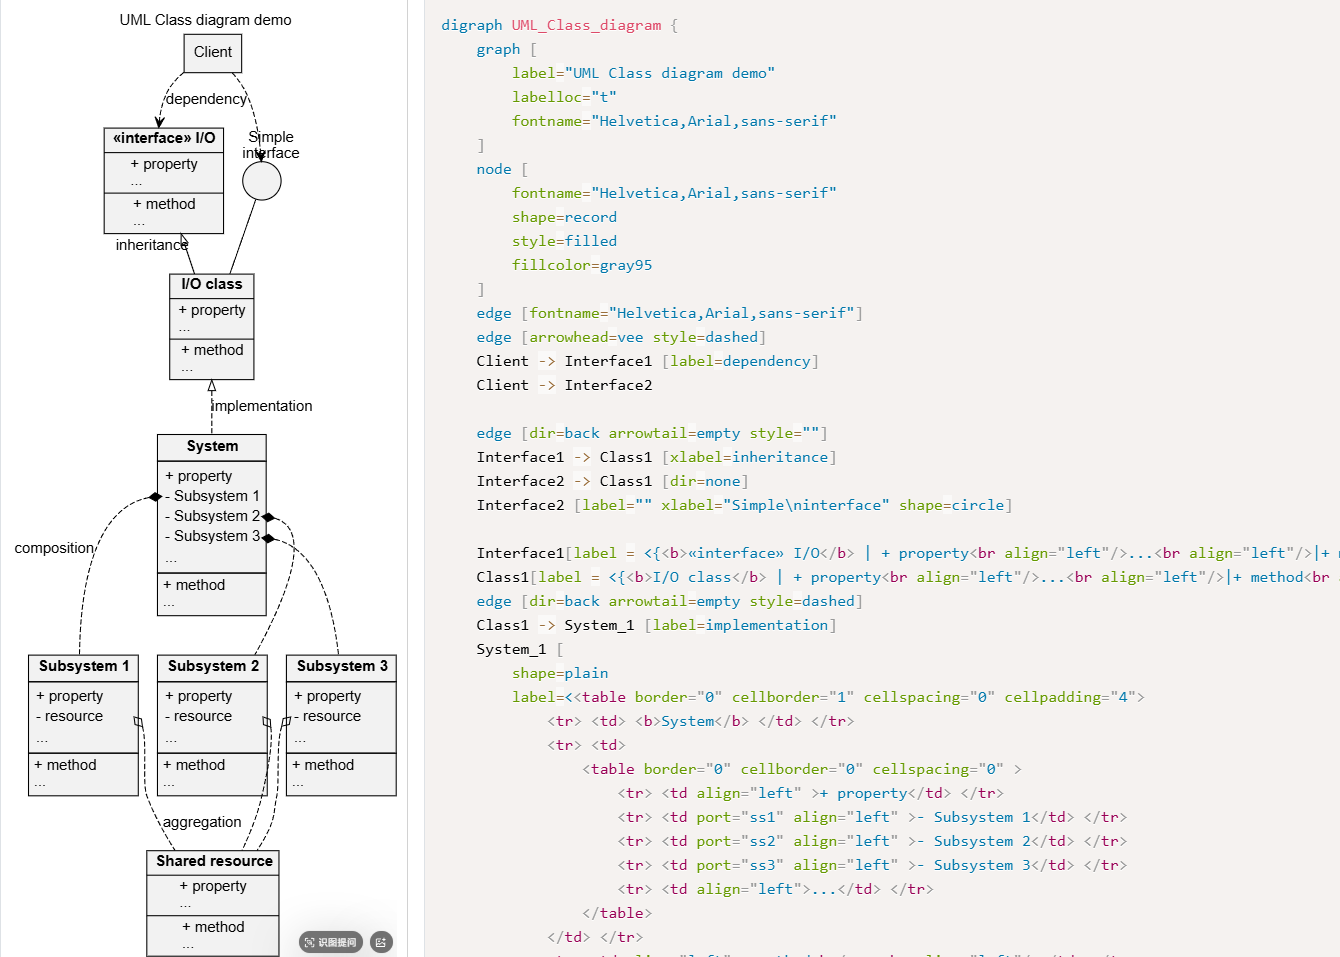 UML Class diagram demo
Client
dependency
«interface» I/O
+ property
...
+ method
...
Simple
interface
inheritance
I/O class
+ property
...
+ method
...
implementation
System
+ property
- Subsystem 1
- Subsystem 2
- Subsystem 3
...
+ method
...
composition
Subsystem 1
+ property
- resource
...
+ method
...
Subsystem 2
+ property
- resource
...
+ method
...
Subsystem 3
+ property
- resource
...
+ method
...
aggregation
Shared resource
+ property
...
+ method
...
识图提问
digraph UML_Class_diagram {
graph [
label="UML Class diagram demo"
labelloc="t"
fontname="Helvetica,Arial,sans-serif"
]
node [
fontname="Helvetica,Arial,sans-serif"
shape=record
style=filled
fillcolor=gray95
]
edge [fontname="Helvetica,Arial,sans-serif"]
edge [arrowhead=vee style=dashed]
Client -> Interface1 [label=dependency]
Client -> Interface2
edge [dir=back arrowtail=empty style=""]
Interface1 -> Class1 [xlabel=inheritance]
Interface2 -> Class1 [dir=none]
Interface2 [label="" xlabel="Simple\ninterface" shape=circle]
Interface1[label = <{<b>«interface» I/O</b> | + property<br align="left"/>...<br align="left"/>|+
Class1[label = <{<b>I/O class</b> | + property<br align="left"/>...<br align="left"/>|+ method<br
edge [dir=back arrowtail=empty style=dashed]
Class1 -> System_1 [label=implementation]
System_1 [
shape=plain
label=<<table border="0" cellborder="1" cellspacing="0" cellpadding="4">
<tr> <td> <b>System</b> </td> </tr>
<tr> <td>
<table border="0" cellborder="0" cellspacing="0" >
<tr> <td align="left" >+ property</td> </tr>
<tr> <td port="ss1" align="left" >- Subsystem 1</td> </tr>
<tr> <td port="ss2" align="left" >- Subsystem 2</td> </tr>
<tr> <td port="ss3" align="left" >- Subsystem 3</td> </tr>
<tr> <td align="left">...</td> </tr>
</table>
</td> </tr>